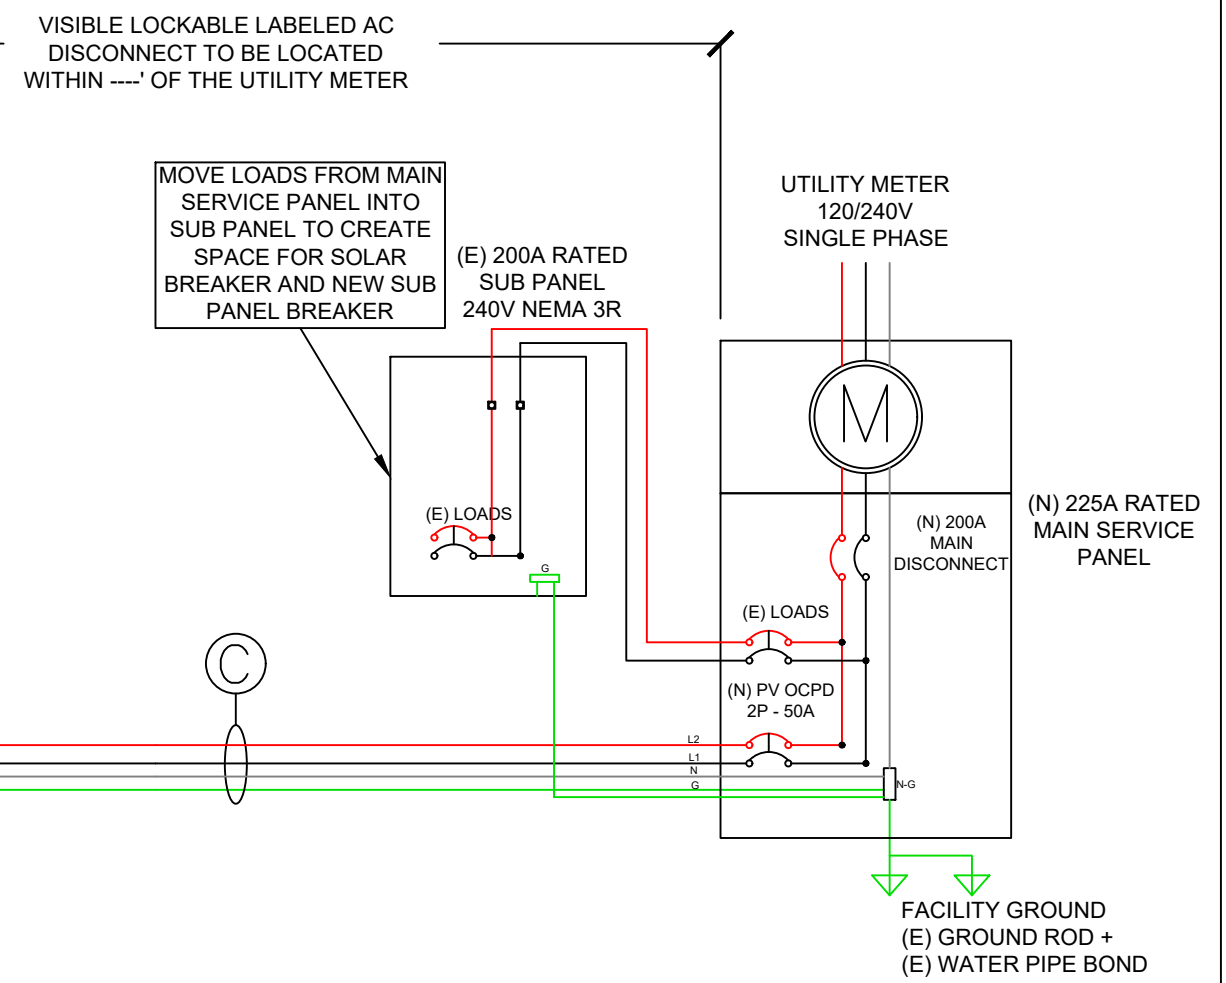 VISIBLE LOCKABLE LABELED AC
DISCONNECT TO BE LOCATED
WITHIN ----' OF THE UTILITY METER
MOVE LOADS FROM MAIN
SERVICE PANEL INTO
SUB PANEL TO CREATE
SPACE FOR SOLAR
BREAKER AND NEW SUB
PANEL BREAKER
(E) 200A RATED
SUB PANEL
240V NEMA 3R
UTILITY METER
120/240V
SINGLE PHASE
M
(N) 225A RATED
MAIN SERVICE
PANEL
(N) 200A
MAIN
DISCONNECT
(E) LOADS
G
(E) LOADS
(N) PV OCPD
2P - 50A
C
L2
L1
N
G
N-G
FACILITY GROUND
(E) GROUND ROD +
(E) WATER PIPE BOND